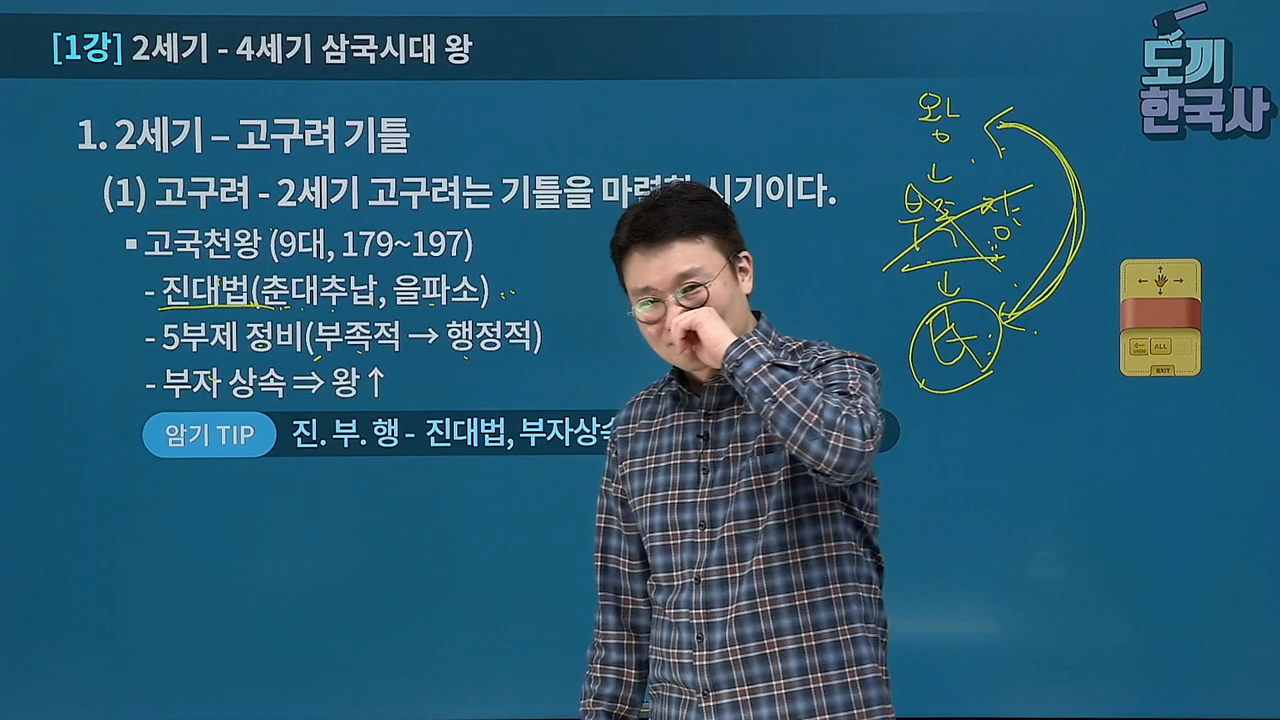 [1강] 2세기 - 4세기 삼국시대 왕
도끼
한국사
1. 2세기 – 고구려 기틀
(1) 고구려 - 2세기 고구려는 기틀을 마련한 시기이다.
▪ 고국천왕 (9대, 179~197)
- 진대법(춘대추납, 을파소)
- 5부제 정비(부족적 → 행정적)
- 부자 상속 ⇒ 왕↑
암기 TIP 진. 부. 행 - 진대법, 부자상속
왕
↓
부족장
↓
民
ALL
EXIT